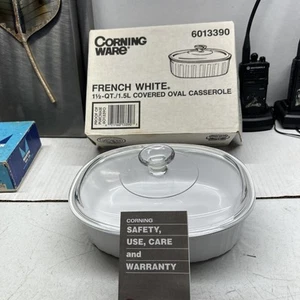 CORNING
WARE®
6013390
FRENCH WHITE®
1½-QT./1.5L COVERED OVAL CASSEROLE
CORNING
SAFETY,
USE, CARE
and
WARRANTY